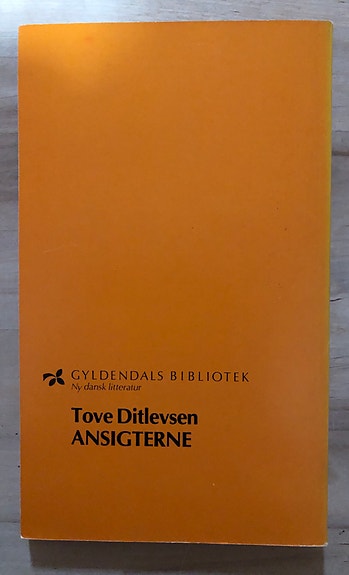 GYLDENDALS BIBLIOTEK
Ny dansk litteratur
Tove Ditlevsen
ANSIGTERNE